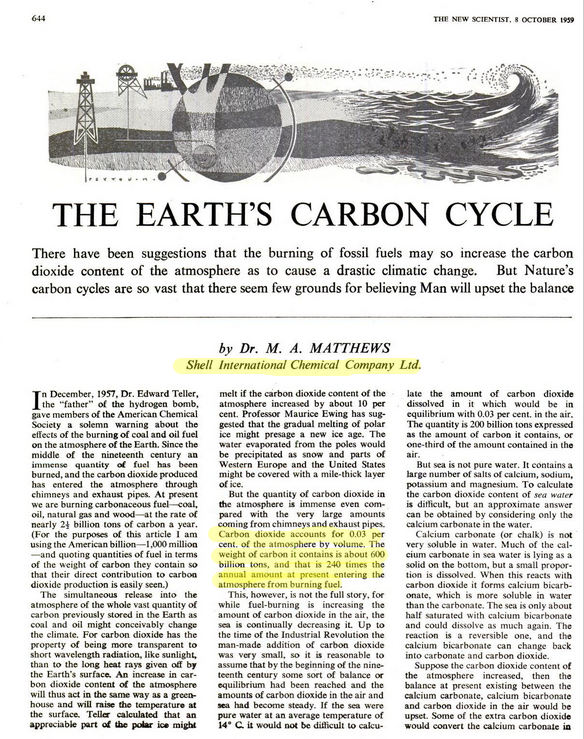 644
THE NEW SCIENTIST, 8 OCTOBER 1959
THE EARTH'S CARBON CYCLE
There have been suggestions that the burning of fossil fuels may so increase the carbon
dioxide content of the atmosphere as to cause a drastic climatic change. But Nature's
carbon cycles are so vast that there seem few grounds for believing Man will upset the balance
by Dr. M. A. MATTHEWS
Shell International Chemical Company Ltd.
In December, 1957, Dr. Edward Teller,
the "father" of the hydrogen bomb,
gave members of the American Chemical
Society a solemn warning about the
effects of the burning of coal and oil fuel
on the atmosphere of the Earth. Since the
middle of the nineteenth century an
immense quantity of fuel has been
burned, and the carbon dioxide produced
has entered the atmosphere through
chimneys and exhaust pipes. At present
we are burning carbonaceous fuel—coal,
oil, natural gas and wood—at the rate of
nearly 2½ billion tons of carbon a year.
(For the purposes of this article I am
using the American billion—1,000 million
—and quoting quantities of fuel in terms
of the weight of carbon they contain so
that their direct contribution to carbon
dioxide production is easily seen.)
The simultaneous release into the
atmosphere of the whole vast quantity of
carbon previously stored in the Earth as
coal and oil might conceivably change
the climate. For carbon dioxide has the
property of being more transparent to
short wavelength radiation, like sunlight,
than to the long heat rays given off by
the Earth's surface. An increase in car-
bon dioxide content of the atmosphere
will thus act in the same way as a green-
house and will raise the temperature at
the surface. Teller calculated that an
appreciable part of the polar ice might
melt if the carbon dioxide content of the
atmosphere increased by about 10 per
cent. Professor Maurice Ewing has sug-
gested that the gradual melting of polar
ice might presage a new ice age. The
water evaporated from the poles would
be precipitated as snow and parts of
Western Europe and the United States
might be covered with a mile-thick layer
of ice.
But the quantity of carbon dioxide in
the atmosphere is immense even com-
pared with the very large amounts
coming from chimneys and exhaust pipes.
Carbon dioxide accounts for 0.03 per
cent. of the atmosphere by volume. The
weight of carbon it contains is about 600
billion tons, and that is 240 times the
annual amount at present entering the
atmosphere from burning fuel.
This, however, is not the full story, for
while fuel-burning is increasing the
amount of carbon dioxide in the air, the
sea is continually decreasing it. Up to
the time of the Industrial Revolution the
man-made addition of carbon dioxide
was very small, so it is reasonable to
assume that by the beginning of the nine-
teenth century some sort of balance or
equilibrium had been reached and the
amounts of carbon dioxide in the air and
sea had become steady. If the sea were
pure water at an average temperature of
14° C. it would not be difficult to calcu-
late the amount of carbon dioxide
dissolved in it which would be in
equilibrium with 0.03 per cent. in the air.
The quantity is 200 billion tons expressed
as the amount of carbon it contains, or
one-third of the amount contained in the
air.
But sea is not pure water. It contains a
large number of salts of calcium, sodium,
potassium and magnesium. To calculate
the carbon dioxide content of sea water
is difficult, but an approximate answer
can be obtained by considering only the
calcium carbonate in the water.
Calcium carbonate (or chalk) is not
very soluble in water. Much of the cal-
cium carbonate in sea water is lying as a
solid on the bottom, but a small propor-
tion is dissolved. When this reacts with
carbon dioxide it forms calcium bicarb-
onate, which is more soluble in water
than the carbonate. The sea is only about
half saturated with calcium bicarbonate
and could dissolve as much again. The
reaction is a reversible one, and the
calcium bicarbonate can change back
into carbonate and carbon dioxide.
Suppose the carbon dioxide content of
the atmosphere increased, then the
balance at present existing between the
calcium carbonate, calcium bicarbonate
and carbon dioxide in the air would be
upset. Some of the extra carbon dioxide
would convert the calcium carbonate in